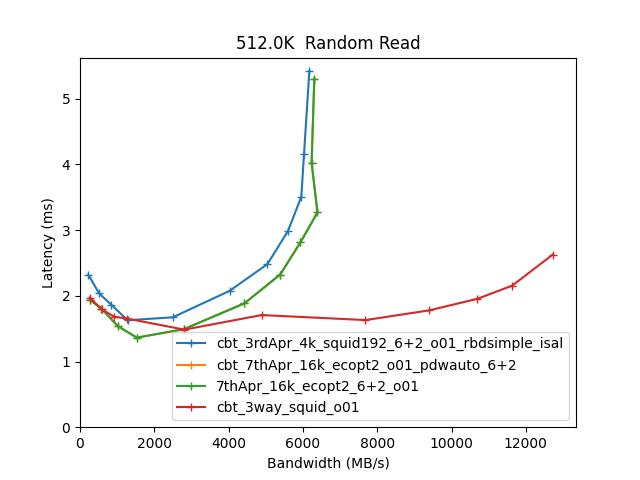 512.0K  Random Read
Latency (ms)
5
4
3
2
1
0
0 2000 4000 6000 8000 10000 12000
Bandwidth (MB/s)
cbt_3rdApr_4k_squid192_6+2_o01_rbdsimple_isal
cbt_7thApr_16k_ecopt2_o01_pdwauto_6+2
7thApr_16k_ecopt2_6+2_o01
cbt_3way_squid_o01